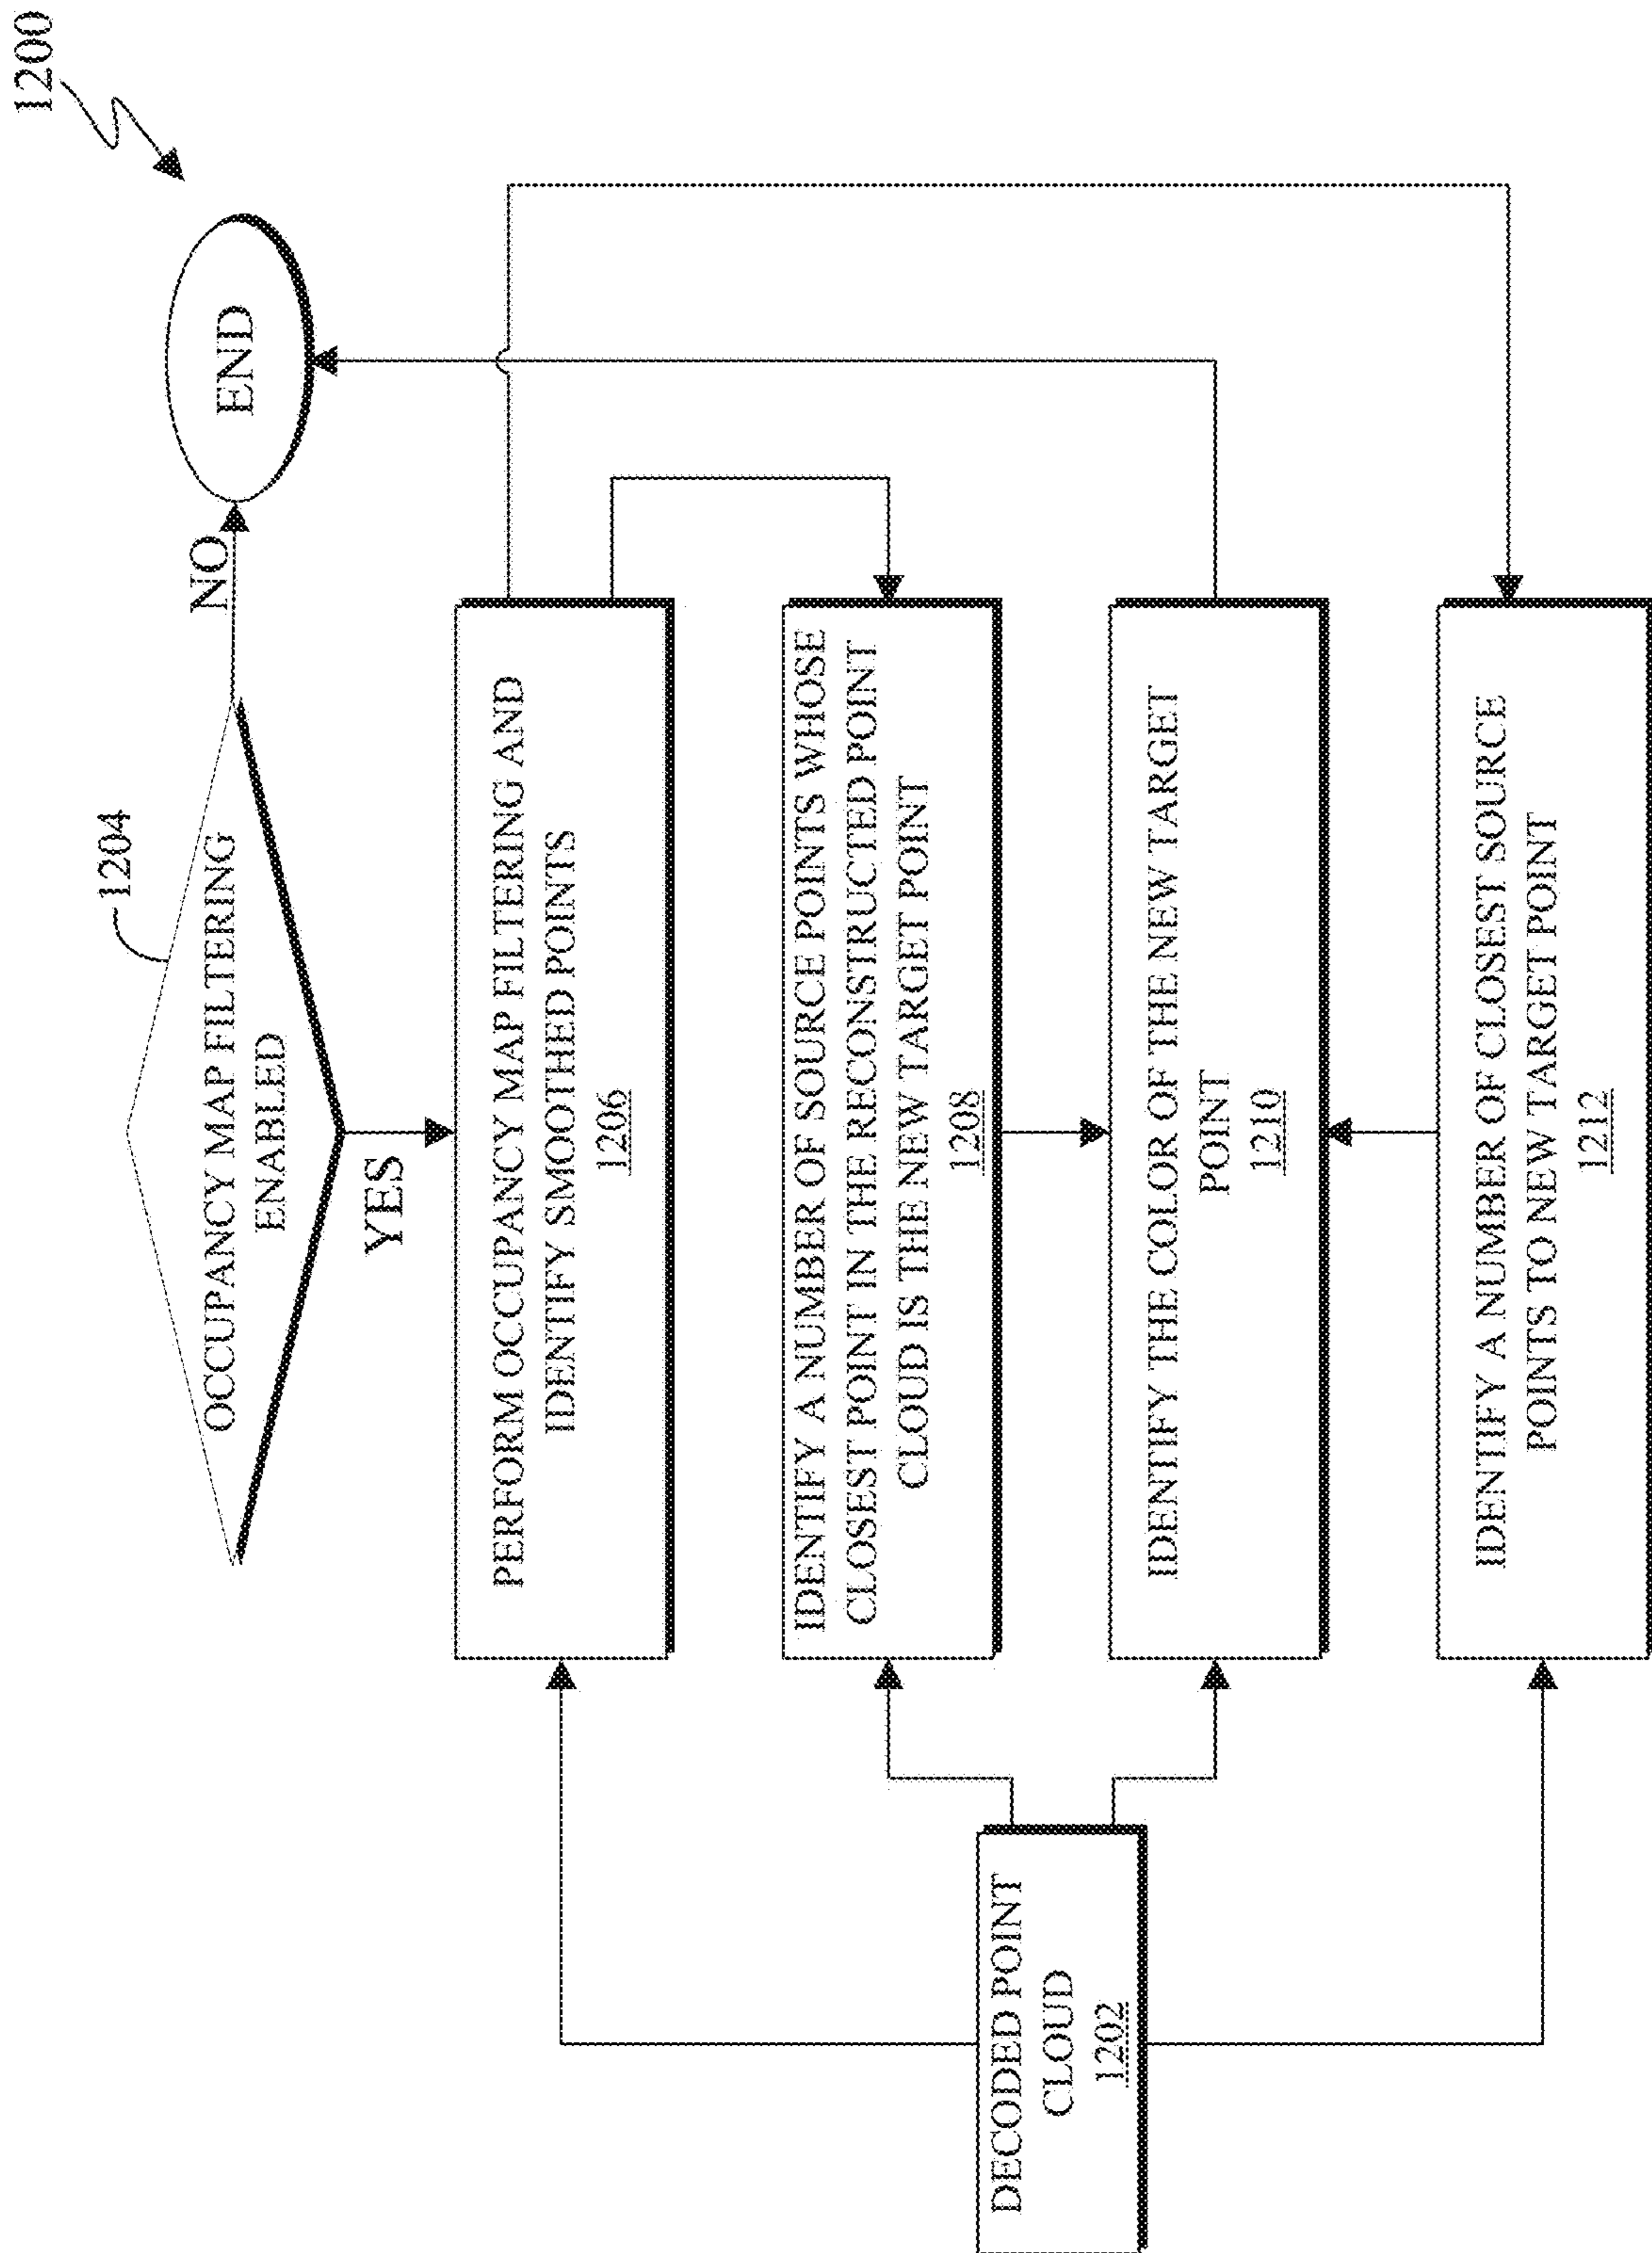 1200
1204
OCCUPANCY MAP FILTERING
ENABLED
NO
END
YES
PERFORM OCCUPANCY MAP FILTERING AND
IDENTIFY SMOOTHED POINTS
1206
IDENTIFY A NUMBER OF SOURCE POINTS WHOSE
CLOSEST POINT IN THE RECONSTRUCTED POINT
CLOUD IS THE NEW TARGET POINT
1208
DECODED POINT
CLOUD
1202
IDENTIFY THE COLOR OF THE NEW TARGET
POINT
1210
IDENTIFY A NUMBER OF CLOSEST SOURCE
POINTS TO NEW TARGET POINT
1212